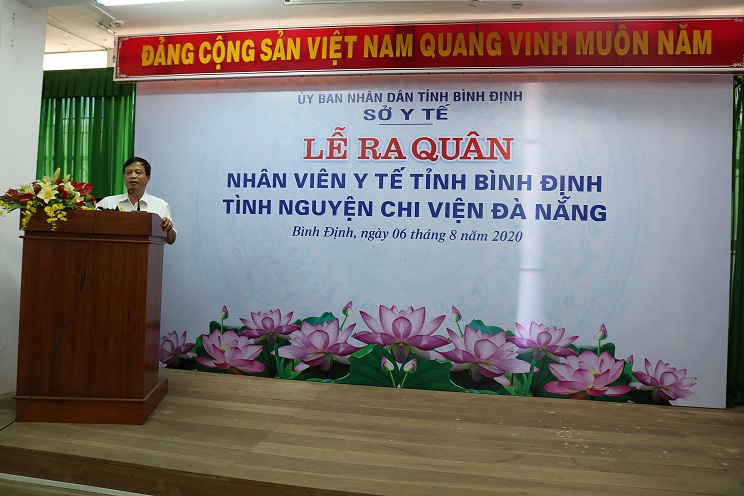 ĐẢNG CỘNG SẢN VIỆT NAM QUANG VINH MUÔN NĂM
ỦY BAN NHÂN DÂN TỈNH BÌNH ĐỊNH
SỞ Y TẾ
LỄ RA QUÂN
NHÂN VIÊN Y TẾ TỈNH BÌNH ĐỊNH
TÌNH NGUYỆN CHI VIỆN ĐÀ NẴNG
Bình Định, ngày 06 tháng 8 năm 2020